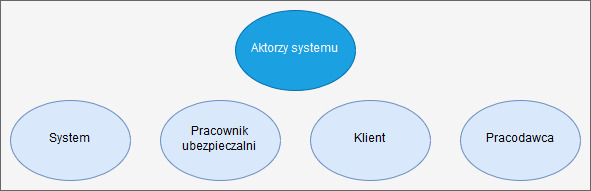 Aktorzy systemu
System
Pracownik
ubezpieczalni
Klient
Pracodawca